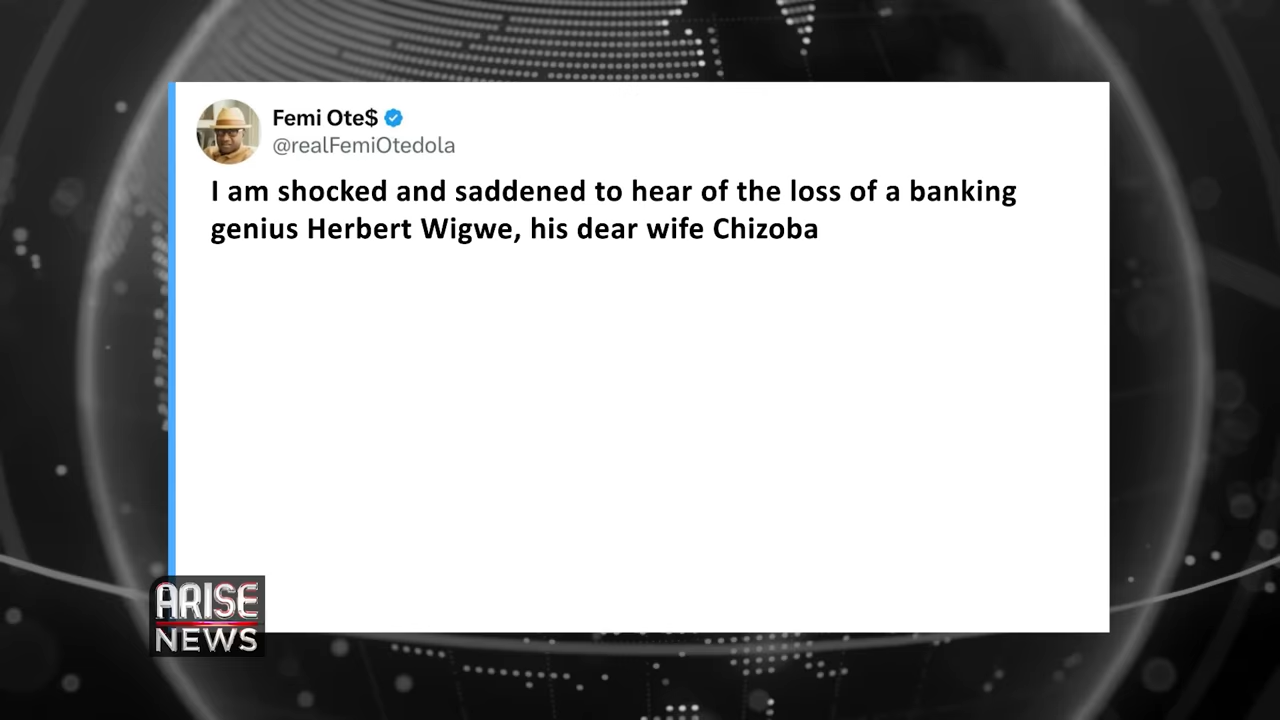 Femi Ote$
@realFemiOtedola
I am shocked and saddened to hear of the loss of a banking
genius Herbert Wigwe, his dear wife Chizoba
ARISE
NEWS